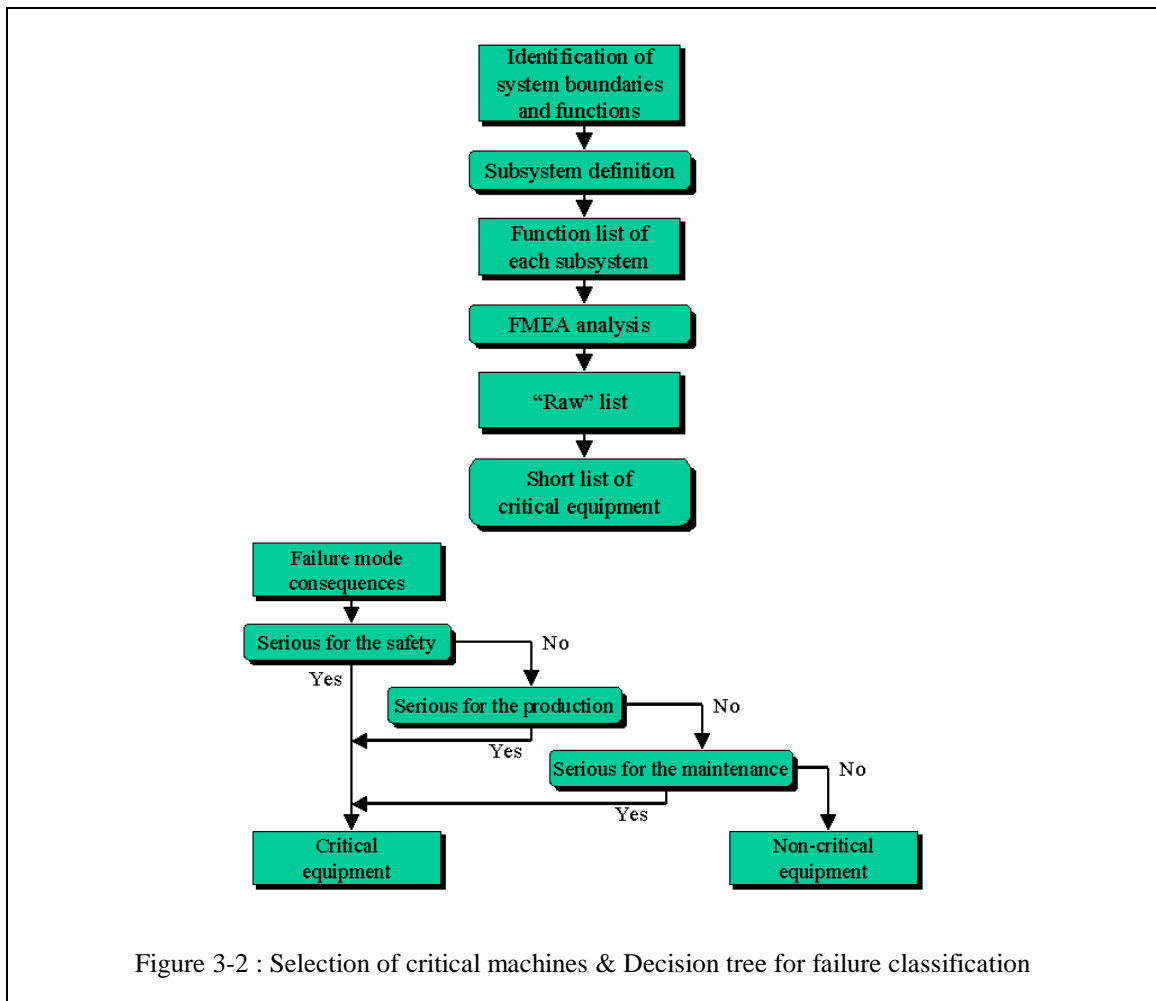 Identification of
system boundaries
and functions
Subsystem definition
Function list of
each subsystem
FMEA analysis
“Raw” list
Short list of
critical equipment
Failure mode
consequences
Serious for the safety
No
Yes
Serious for the production
No
Yes
Serious for the maintenance
No
Yes
Critical
equipment
Non-critical
equipment
Figure 3-2 : Selection of critical machines & Decision tree for failure classification